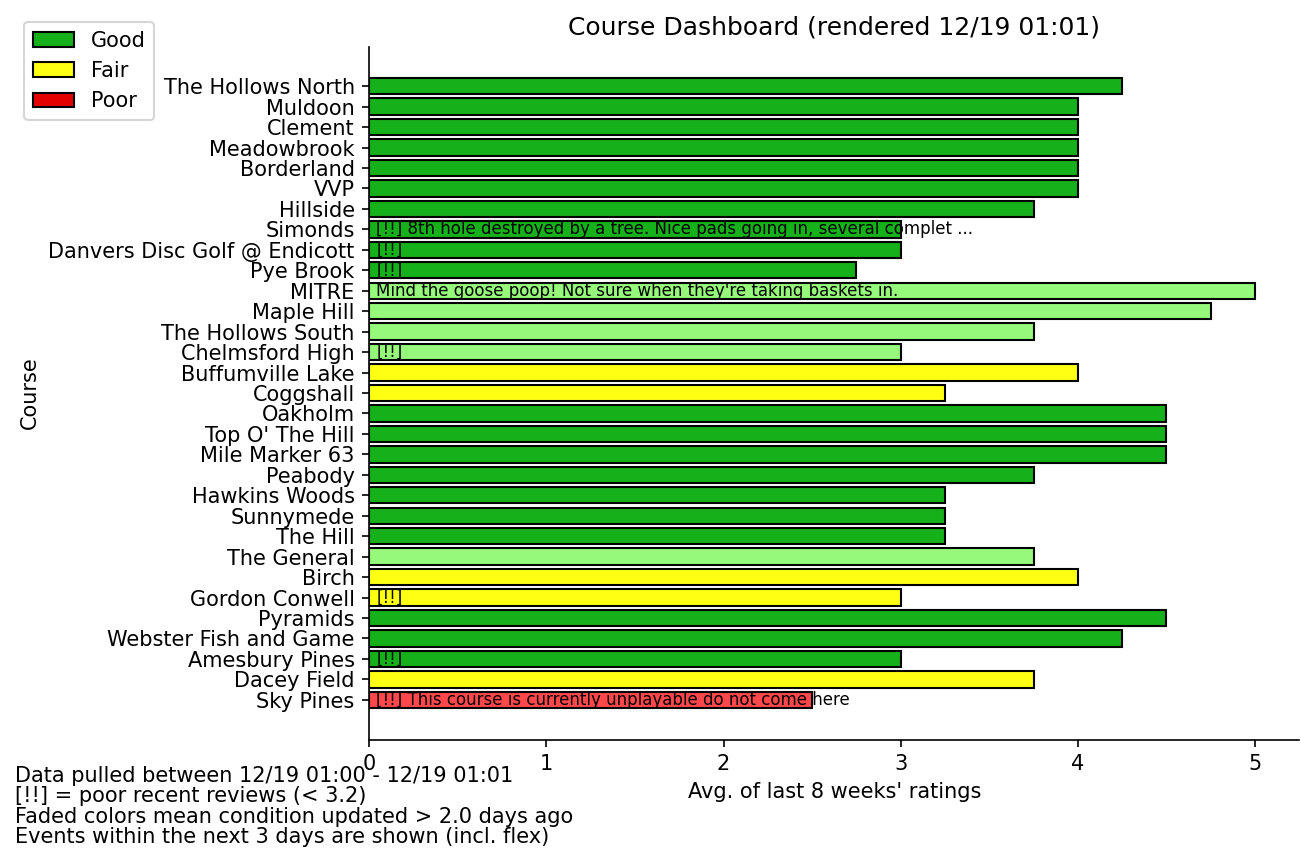 Course Dashboard (rendered 12/19 01:01)
Good
Fair
Poor
Course
The Hollows North
Muldoon
Clement
Meadowbrook
Borderland
VVP
Hillside
Simonds [!!] 8th hole destroyed by a tree. Nice pads going in, several complet ...
Danvers Disc Golf @ Endicott [!!]
Pye Brook [!!]
MITRE Mind the goose poop! Not sure when they're taking baskets in.
Maple Hill
The Hollows South
Chelmsford High [!!]
Buffumville Lake
Coggshall
Oakholm
Top O' The Hill
Mile Marker 63
Peabody
Hawkins Woods
Sunnymede
The Hill
The General
Birch
Gordon Conwell [!!]
Pyramids
Webster Fish and Game
Amesbury Pines [!!]
Dacey Field
Sky Pines [!!] This course is currently unplayable do not come here
0 1 2 3 4 5
Avg. of last 8 weeks' ratings
Data pulled between 12/19 01:00 - 12/19 01:01
[!!] = poor recent reviews (< 3.2)
Faded colors mean condition updated > 2.0 days ago
Events within the next 3 days are shown (incl. flex)